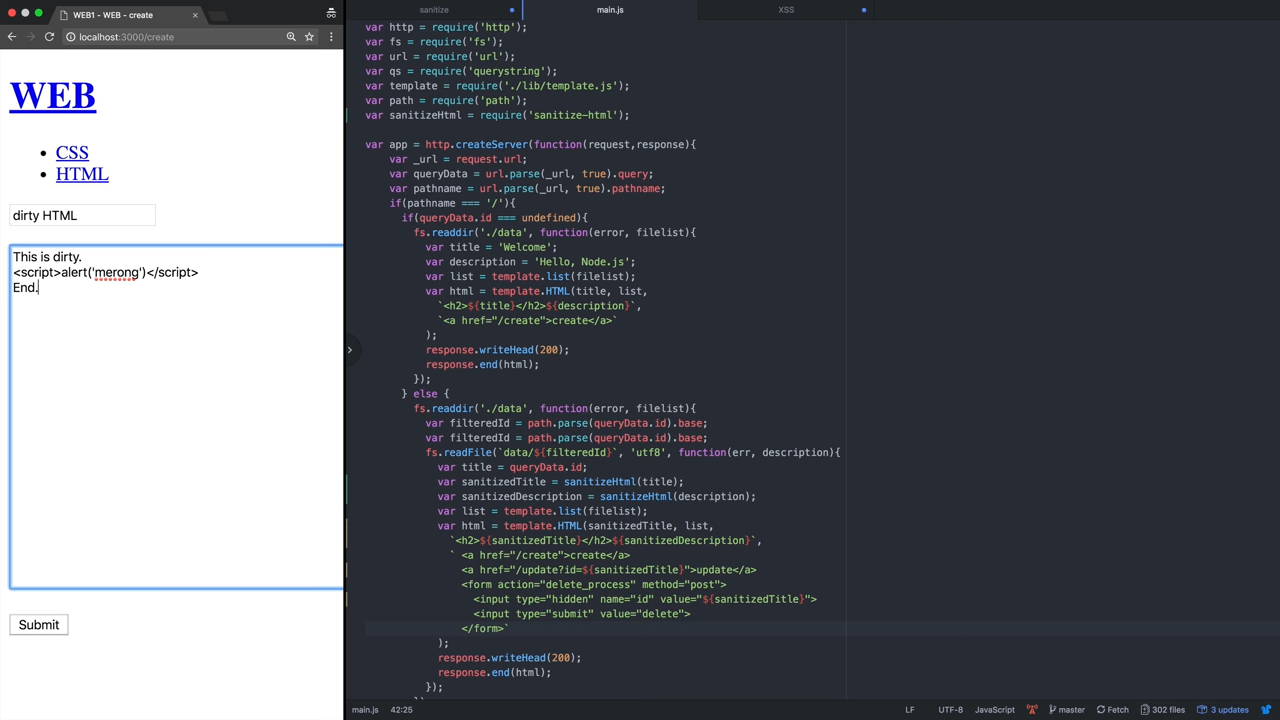 WEB1 - WEB - create
localhost:3000/create
WEB
CSS
HTML
dirty HTML
This is dirty.
<script>alert('merong')</script>
End.
Submit
sanitize
main.js
XSS
var http = require('http');
var fs = require('fs');
var url = require('url');
var qs = require('querystring');
var template = require('./lib/template.js');
var path = require('path');
var sanitizeHtml = require('sanitize-html');
var app = http.createServer(function(request,response){
    var _url = request.url;
    var queryData = url.parse(_url, true).query;
    var pathname = url.parse(_url, true).pathname;
    if(pathname === '/'){
      if(queryData.id === undefined){
        fs.readdir('./data', function(error, filelist){
          var title = 'Welcome';
          var description = 'Hello, Node.js';
          var list = template.list(filelist);
          var html = template.HTML(title, list,
            `<h2>${title}</h2>${description}`,
            `<a href="/create">create</a>`
          );
          response.writeHead(200);
          response.end(html);
        });
      } else {
        fs.readdir('./data', function(error, filelist){
          var filteredId = path.parse(queryData.id).base;
          var filteredId = path.parse(queryData.id).base;
          fs.readFile(`data/${filteredId}`, 'utf8', function(err, description){
            var title = queryData.id;
            var sanitizedTitle = sanitizeHtml(title);
            var sanitizedDescription = sanitizeHtml(description);
            var list = template.list(filelist);
            var html = template.HTML(sanitizedTitle, list,
              `<h2>${sanitizedTitle}</h2>${sanitizedDescription}`,
              ` <a href="/create">create</a>
                <a href="/update?id=${sanitizedTitle}">update</a>
                <form action="delete_process" method="post">
                  <input type="hidden" name="id" value="${sanitizedTitle}">
                  <input type="submit" value="delete">
                </form>`
            );
            response.writeHead(200);
            response.end(html);
          });
        });
main.js 42:25
LF UTF-8 JavaScript master Fetch 302 files 3 updates